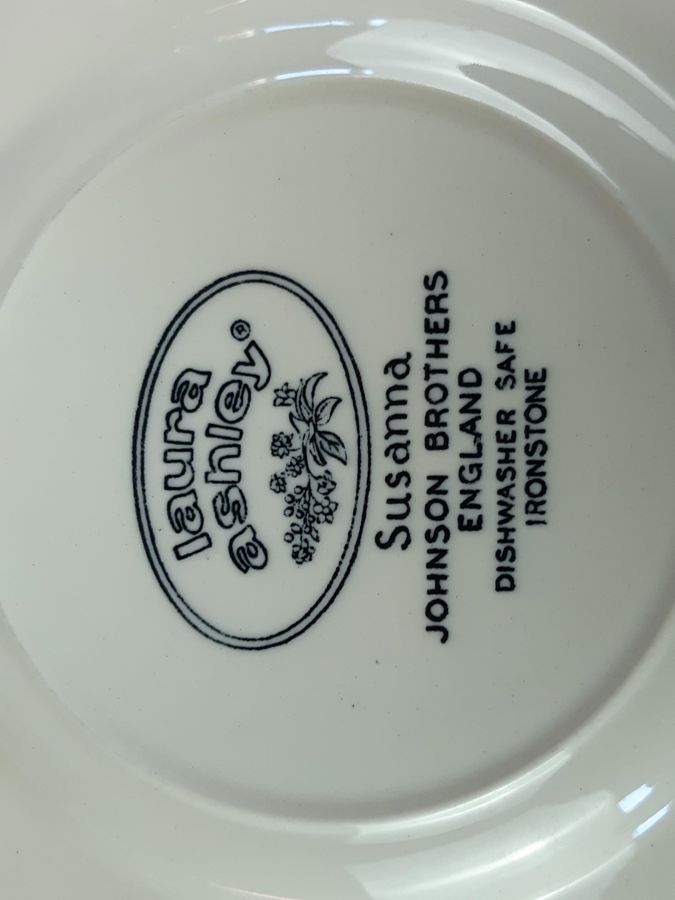 laura
ashley®
Susanna
JOHNSON BROTHERS
ENGLAND
DISHWASHER SAFE
IRONSTONE